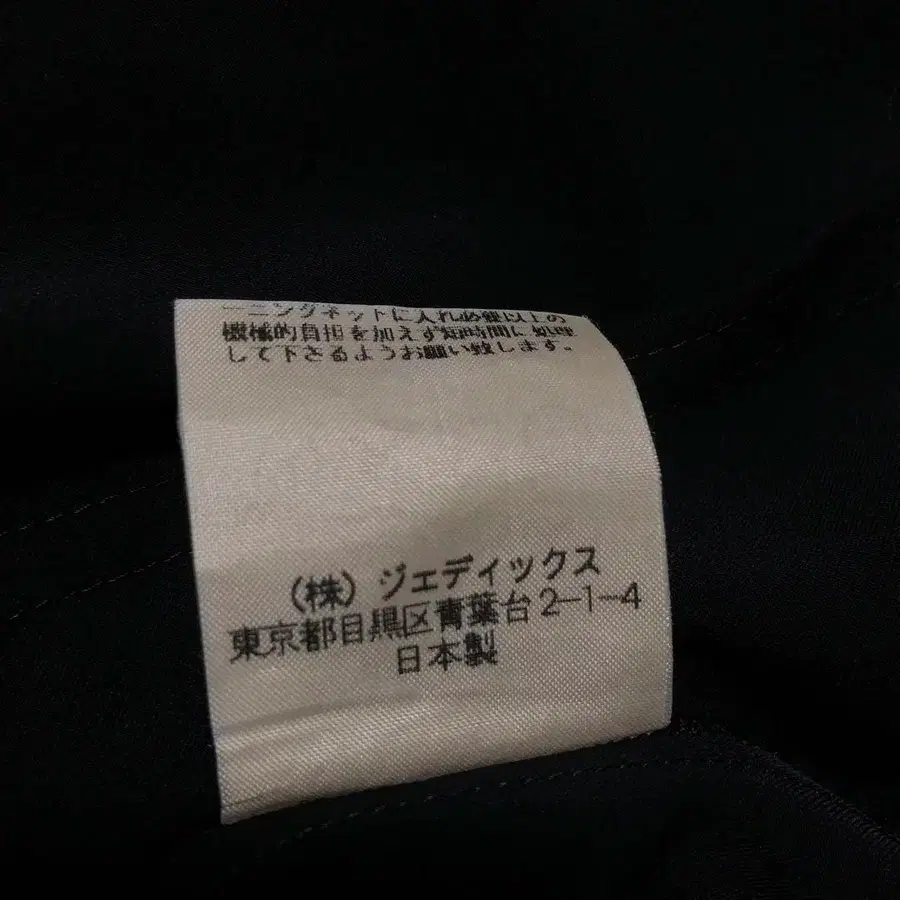 ーニングネットに入れ必要以上の
機械的負担を加えず短時間に処理
して下さるようお願い致します。
(株)ジェディックス
東京都目黒区青葉台2-1-4
日本製